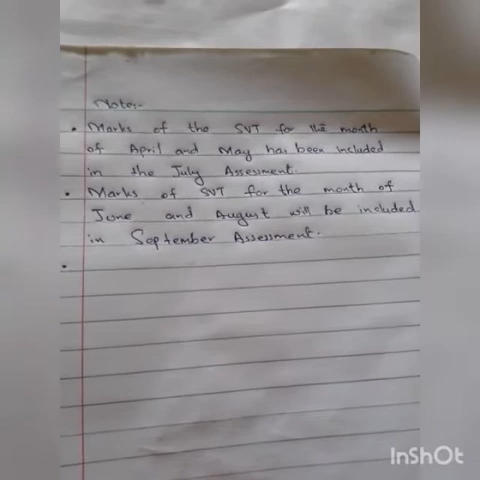 Note:-
• Marks of the SVT for the month
of April and May has been included
in the July Assesment.
• Marks of SVT for the month of
June and August will be included
in September Assessment.
•
InShOt